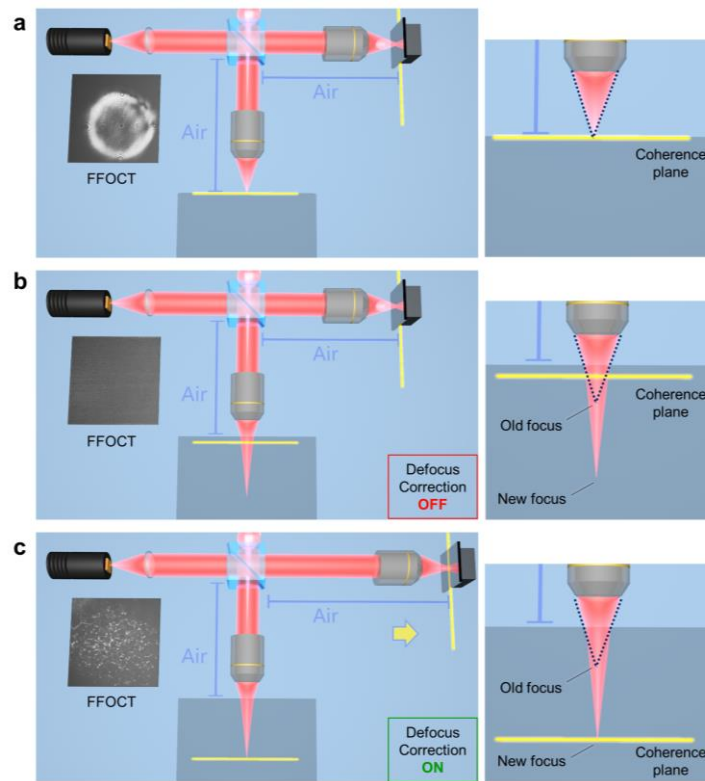 a
Air
Air
FFOCT
Coherence
plane
b
Air
Air
FFOCT
Defocus
Correction
OFF
Old focus
Coherence
plane
New focus
c
Air
Air
FFOCT
Defocus
Correction
ON
Old focus
New focus
Coherence
plane